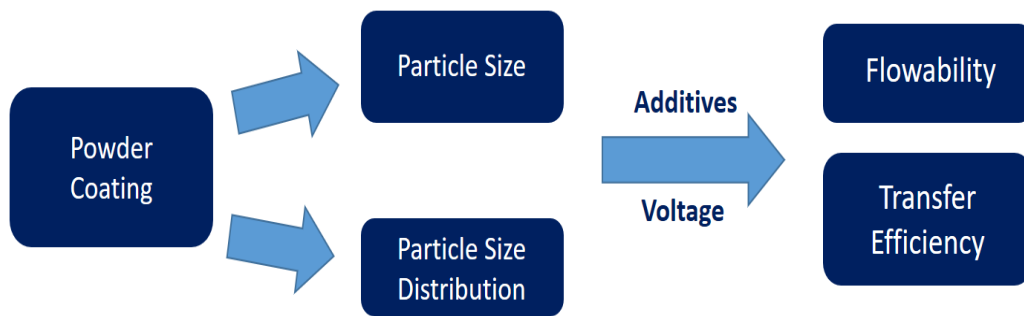 Powder
Coating
Particle Size
Particle Size
Distribution
Additives
Voltage
Flowability
Transfer
Efficiency